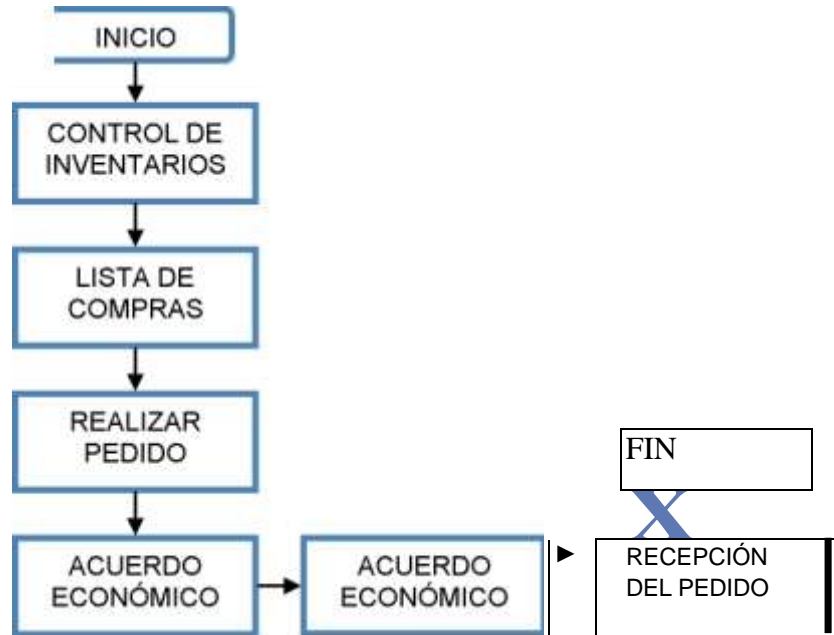 INICIO
CONTROL DE
INVENTARIOS
LISTA DE
COMPRAS
REALIZAR
PEDIDO
ACUERDO
ECONÓMICO
ACUERDO
ECONÓMICO
RECEPCIÓN
DEL PEDIDO
FIN